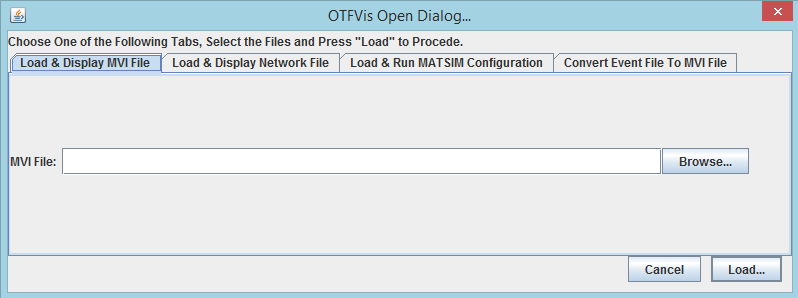 OTFVis Open Dialog...
Choose One of the Following Tabs, Select the Files and Press "Load" to Procede.
Load & Display MVI File Load & Display Network File Load & Run MATSIM Configuration Convert Event File To MVI File
MVI File: Browse...
Cancel Load...